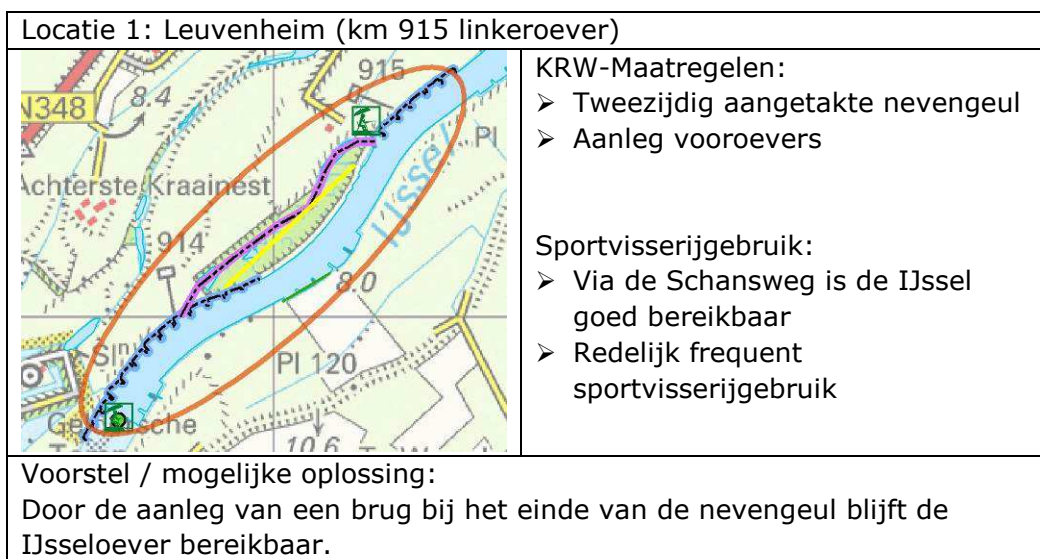 Locatie 1: Leuvenheim (km 915 linkeroever)
N348
8.4
915
Pl
Achterste Kraainest
IJssel
914
8.0
Pl 120
10.6
KRW-Maatregelen:
➢ Tweezijdig aangetakte nevengeul
➢ Aanleg vooroevers
Sportvisserijgebruik:
➢ Via de Schansweg is de IJssel
goed bereikbaar
➢ Redelijk frequent
sportvisserijgebruik
Voorstel / mogelijke oplossing:
Door de aanleg van een brug bij het einde van de nevengeul blijft de
IJsseloever bereikbaar.